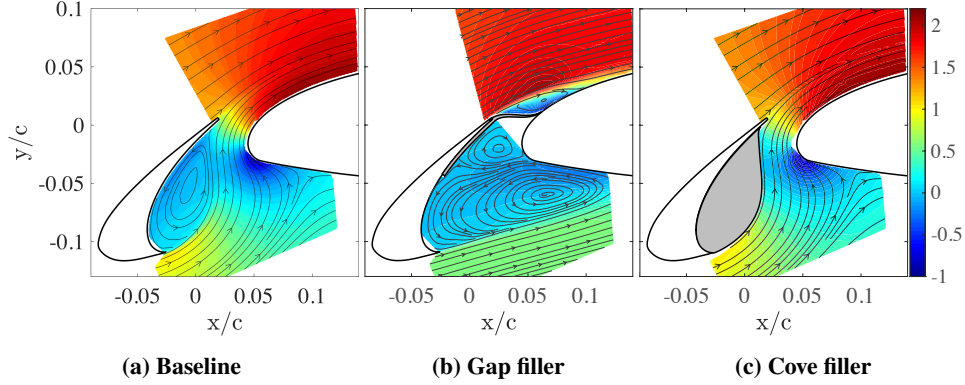 0.1
0.05
0
-0.05
-0.1
y/c
-0.05 0 0.05 0.1
x/c
-0.05 0 0.05 0.1
x/c
-0.05 0 0.05 0.1
x/c
2
1.5
1
0.5
0
-0.5
-1
(a) Baseline
(b) Gap filler
(c) Cove filler